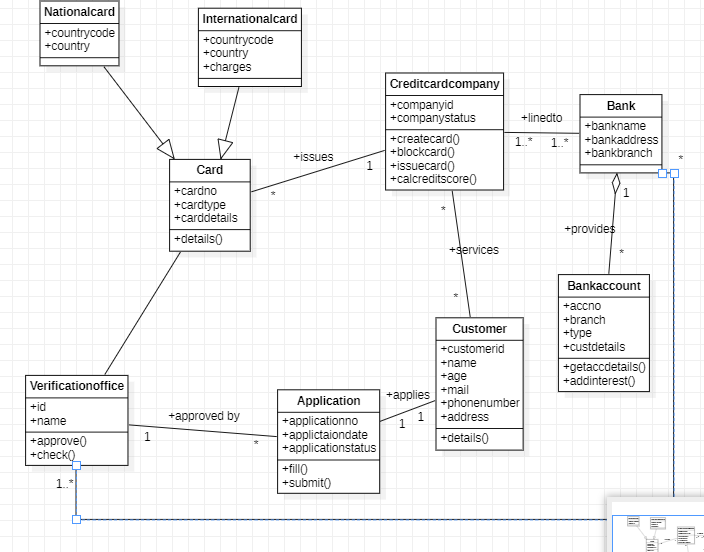 Nationalcard
+countrycode
+country
Internationalcard
+countrycode
+country
+charges
Creditcardcompany
+companyid
+companystatus
+createcard()
+blockcard()
+issuecard()
+calcreditscore()
+linedto
1..*
1..*
Bank
+bankname
+bankaddress
+bankbranch
*
1
+provides
*
Card
+cardno
+cardtype
+carddetails
+details()
+issues
1
*
*
+services
*
Bankaccount
+accno
+branch
+type
+custdetails
+getaccdetails()
+addinterest()
Customer
+customerid
+name
+age
+mail
+phonenumber
+address
+details()
Verificationoffice
+id
+name
+approve()
+check()
1..*
+approved by
1
*
Application
+applicationno
+applictaiondate
+applicationstatus
+fill()
+submit()
+applies
1
1